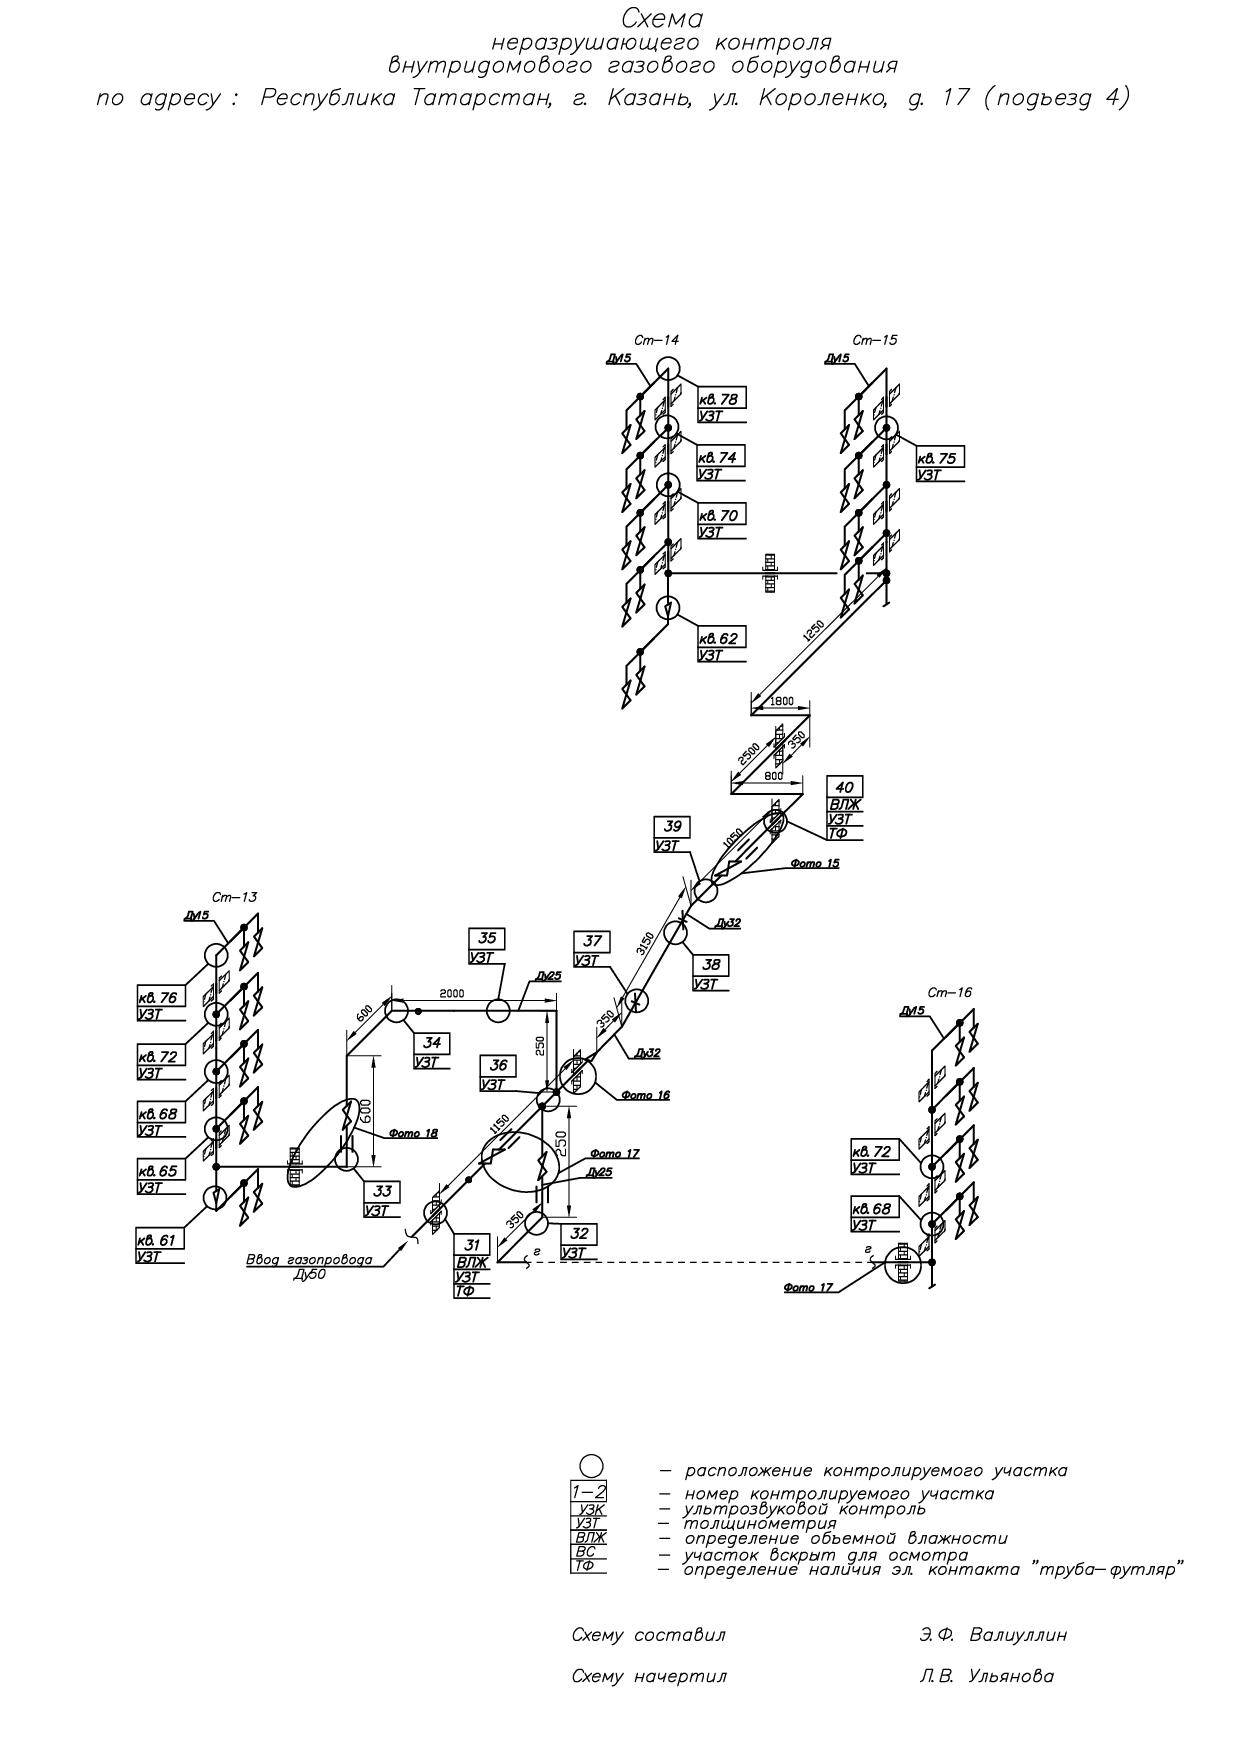 Схема
неразрушающего контроля
внутридомового газового оборудования
по адресу : Республика Татарстан, г. Казань, ул. Короленко, д. 17 (подъезд 4)
Ст-14
Ст-15
Ду15
Ду15
кв. 78
УЗТ
кв. 74
УЗТ
кв. 75
УЗТ
кв. 70
УЗТ
кв. 62
УЗТ
1250
1800
2500
350
800
40
ВЛЖ
УЗТ
ТФ
39
УЗТ
1050
Фото 15
Ст-13
Ду15
Ду32
3150
35
УЗТ
37
УЗТ
38
УЗТ
кв. 76
УЗТ
Ду25
2000
600
350
Ст-16
Ду15
34
УЗТ
250
Ду32
кв. 72
УЗТ
36
УЗТ
Фото 16
600
кв. 68
УЗТ
1150
Фото 18
250
Фото 17
Ду25
кв. 72
УЗТ
кв. 65
УЗТ
33
УЗТ
350
32
УЗТ
кв. 68
УЗТ
кв. 61
УЗТ
31
ВЛЖ
УЗТ
ТФ
Ввод газопровода
Ду50
г
г
Фото 17
– расположение контролируемого участка
1-2 – номер контролируемого участка
УЗК – ультрозвуковой контроль
УЗТ – толщинометрия
ВЛЖ – определение объемной влажности
ВС – участок вскрыт для осмотра
ТФ – определение наличия эл. контакта "труба-футляр"
Схему составил Э.Ф. Валиуллин
Схему начертил Л.В. Ульянова